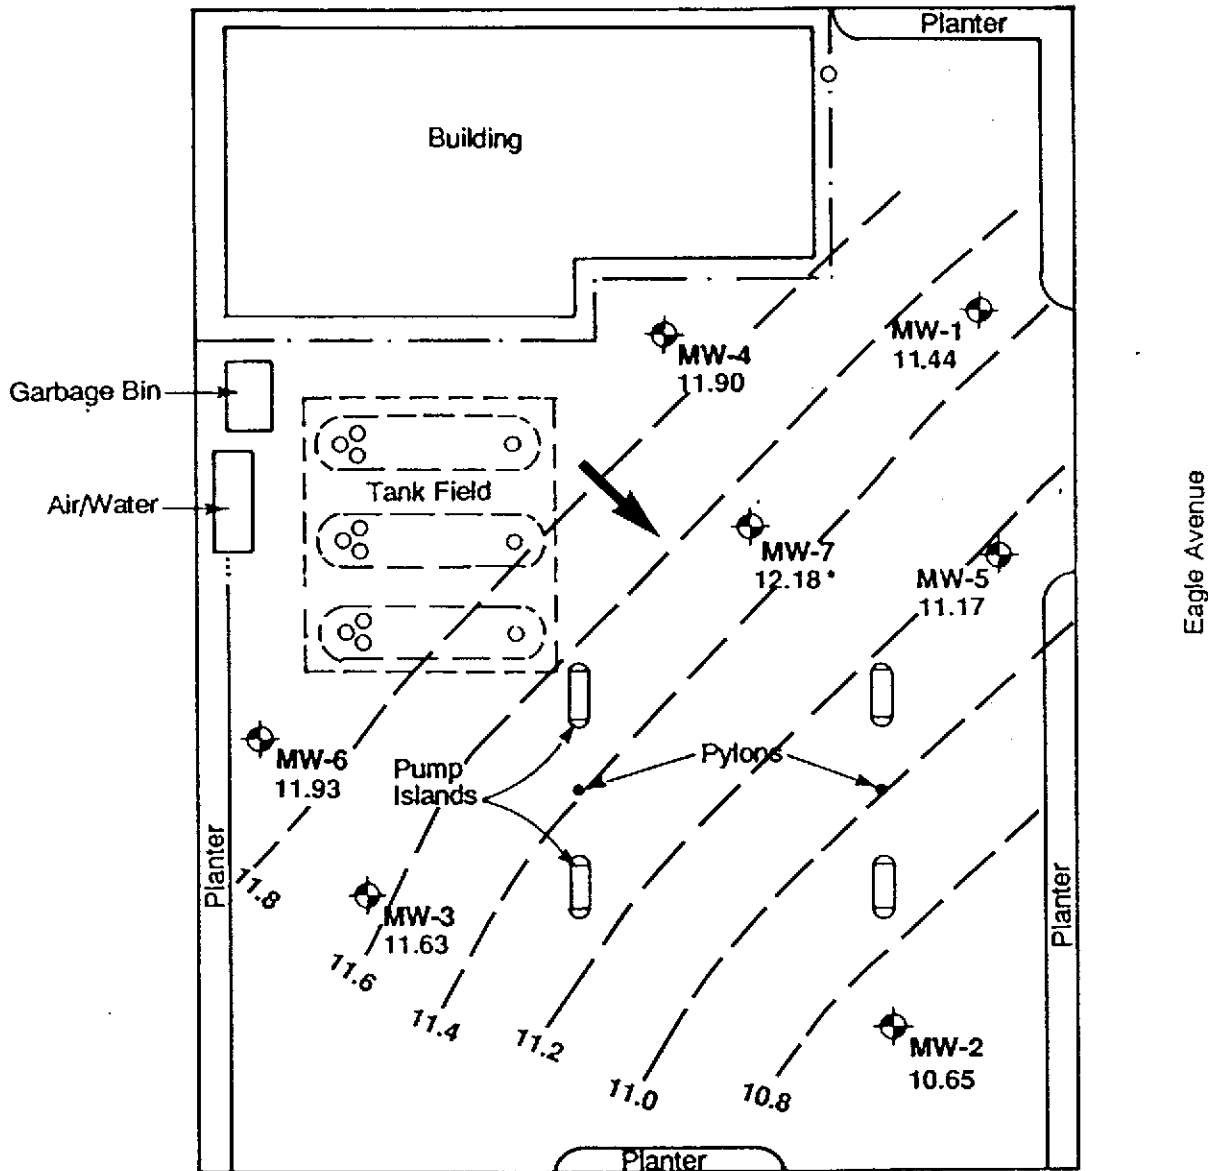 Planter
Building
MW-1
11.44
MW-4
11.90
Garbage Bin
Tank Field
Air/Water
MW-7
12.18*
MW-5
11.17
Eagle Avenue
MW-6
11.93
Pump
Islands
Pylons
Planter
11.8
MW-3
11.63
Planter
11.6
11.4
11.2
11.0
10.8
MW-2
10.65
Planter